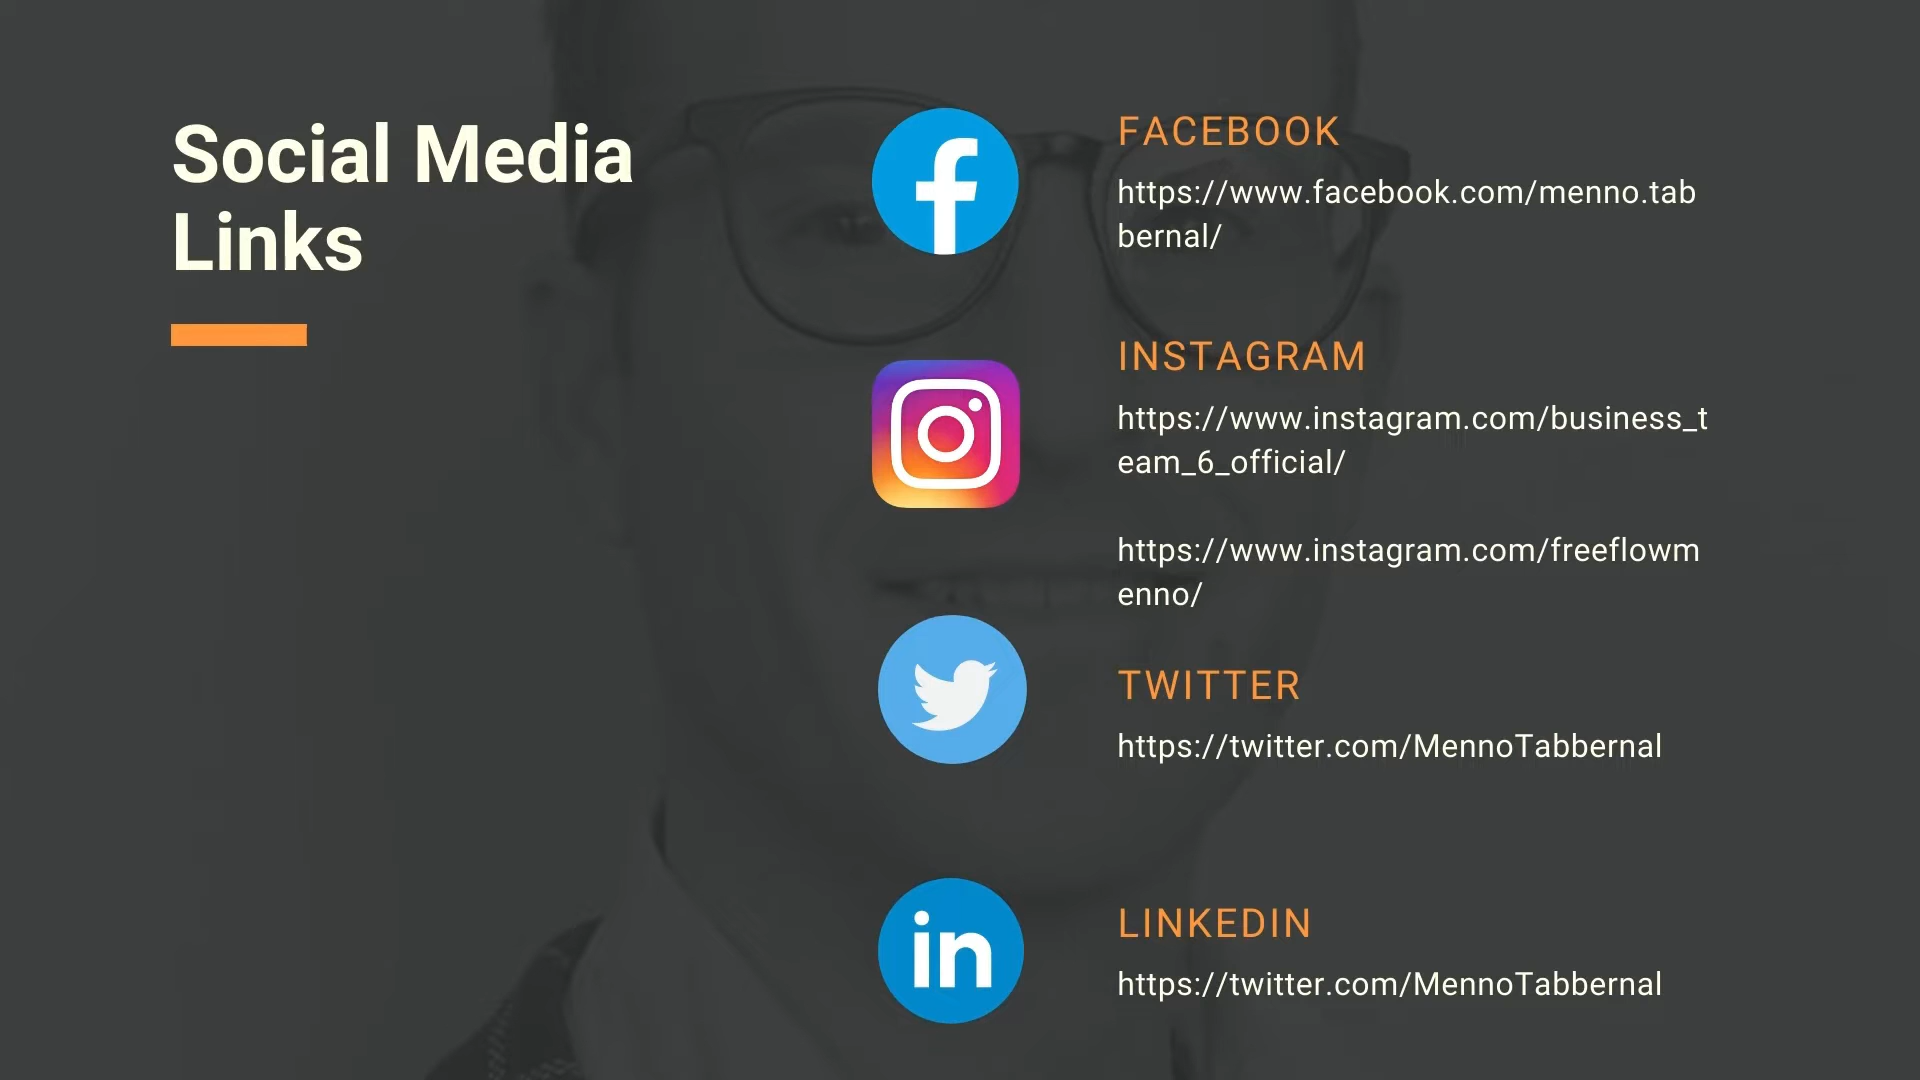 Social Media
Links
FACEBOOK
https://www.facebook.com/menno.tab
bernal/
INSTAGRAM
https://www.instagram.com/business_t
eam_6_official/
https://www.instagram.com/freeflowm
enno/
TWITTER
https://twitter.com/MennoTabbernal
in
LINKEDIN
https://twitter.com/MennoTabbernal